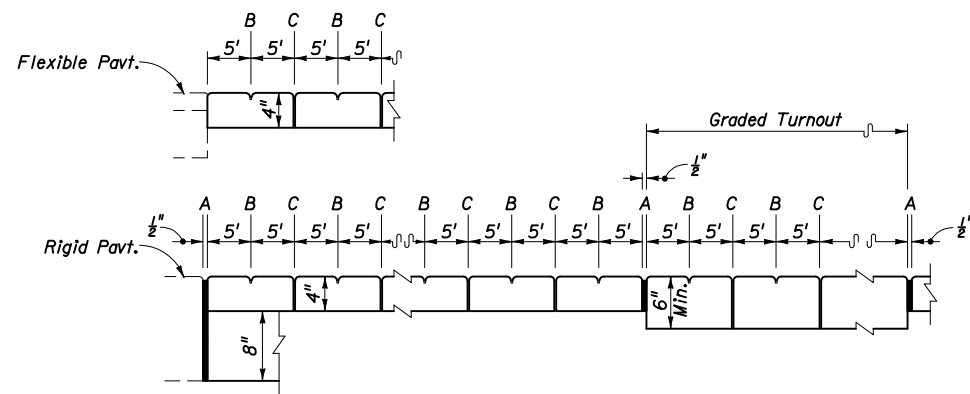 B C B C
5' 5' 5' 5'
Flexible Pavt.
4"
Graded Turnout
1/2"
A B C B C B C B C B A B C B C A
1/2" 5' 5' 5' 5' 5' 5' 5' 5' 5' 5' 5' 5' 5' 1/2"
Rigid Pavt.
4"
6" Min.
8"